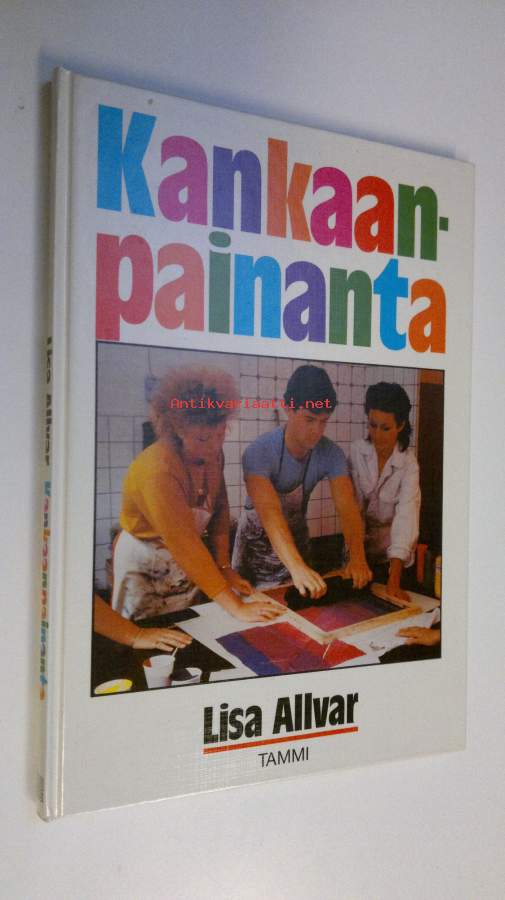 Kankaan-
painanta
Antikvariaatti.net
Lisa Allvar
TAMMI
Lisa Allvar Kankaanpainanta